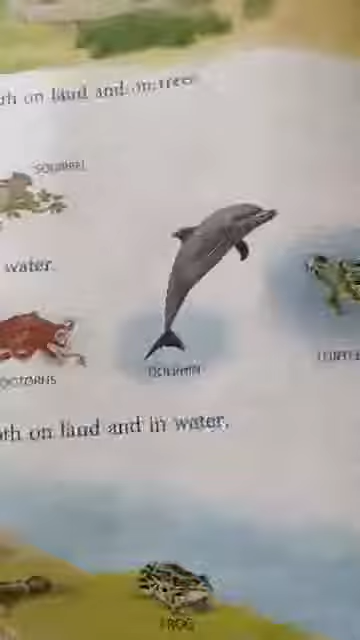 th on land and on trees
SQUIRREL
water.
OCTOPUS
DOLPHIN
TURTLE
oth on land and in water.
FROG